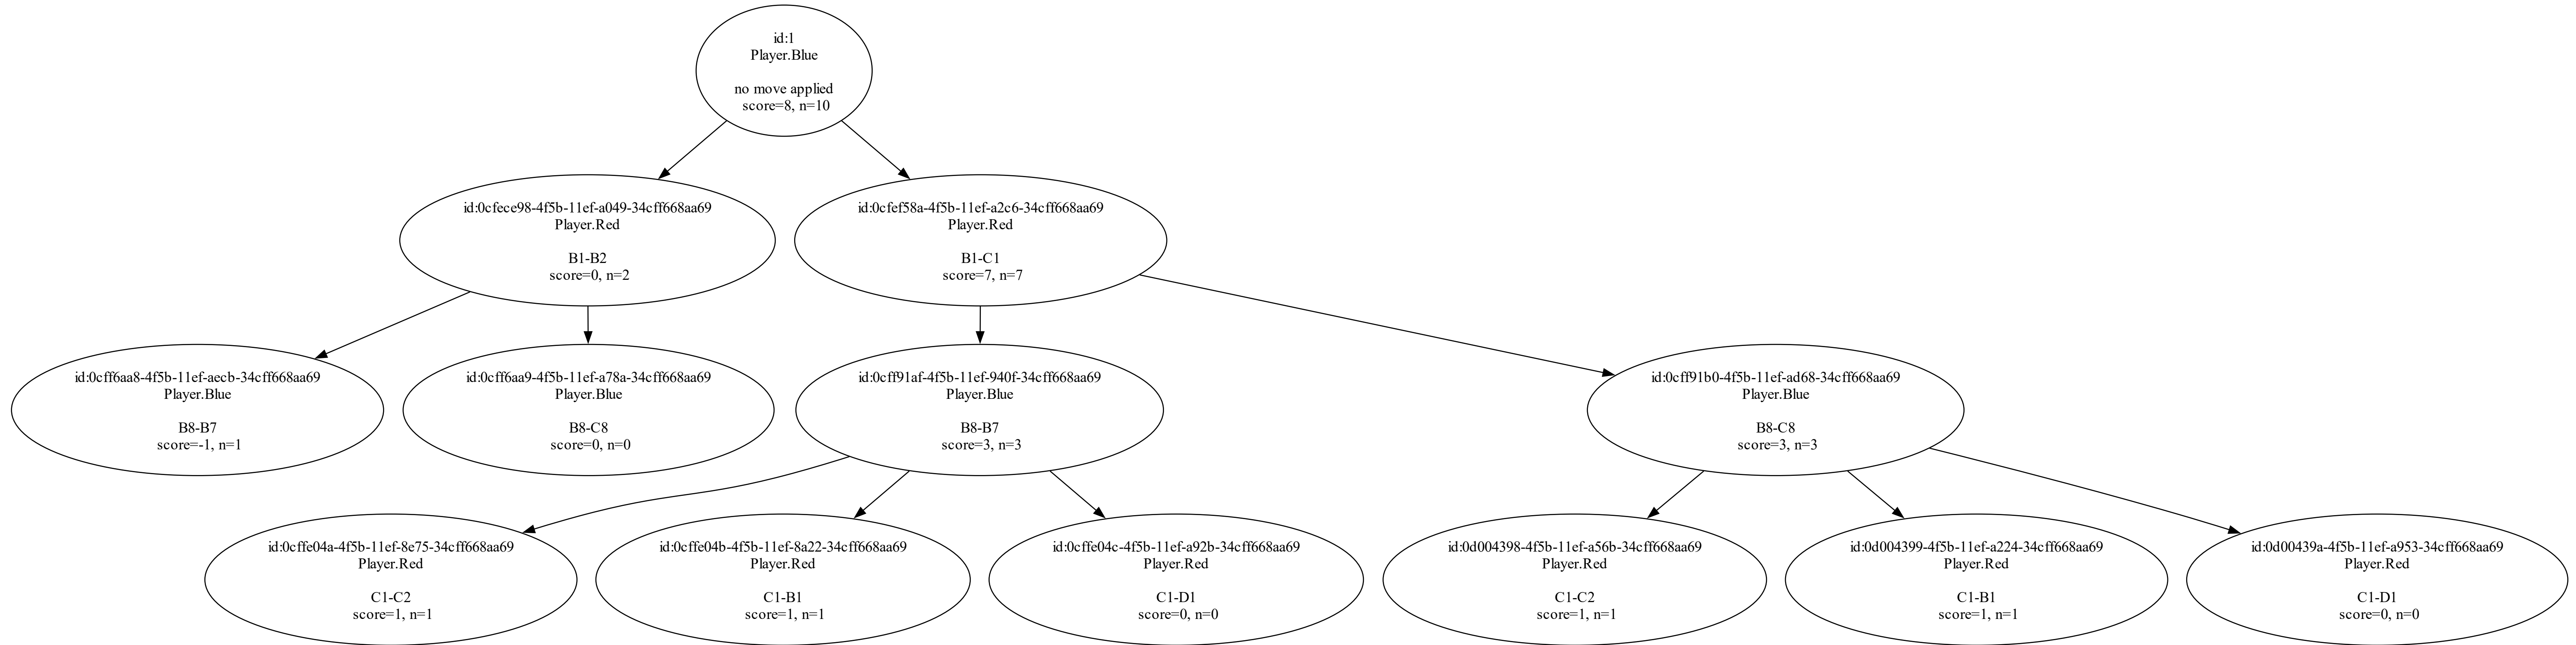 id:1
Player.Blue
no move applied
score=8, n=10
id:0cfece98-4f5b-11ef-a049-34cff668aa69
Player.Red
B1-B2
score=0, n=2
id:0cfef58a-4f5b-11ef-a2c6-34cff668aa69
Player.Red
B1-C1
score=7, n=7
id:0cff6aa8-4f5b-11ef-aecb-34cff668aa69
Player.Blue
B8-B7
score=-1, n=1
id:0cff6aa9-4f5b-11ef-a78a-34cff668aa69
Player.Blue
B8-C8
score=0, n=0
id:0cff91af-4f5b-11ef-940f-34cff668aa69
Player.Blue
B8-B7
score=3, n=3
id:0cff91b0-4f5b-11ef-ad68-34cff668aa69
Player.Blue
B8-C8
score=3, n=3
id:0cffe04a-4f5b-11ef-8e75-34cff668aa69
Player.Red
C1-C2
score=1, n=1
id:0cffe04b-4f5b-11ef-8a22-34cff668aa69
Player.Red
C1-B1
score=1, n=1
id:0cffe04c-4f5b-11ef-a92b-34cff668aa69
Player.Red
C1-D1
score=0, n=0
id:0d004398-4f5b-11ef-a56b-34cff668aa69
Player.Red
C1-C2
score=1, n=1
id:0d004399-4f5b-11ef-a224-34cff668aa69
Player.Red
C1-B1
score=1, n=1
id:0d00439a-4f5b-11ef-a953-34cff668aa69
Player.Red
C1-D1
score=0, n=0